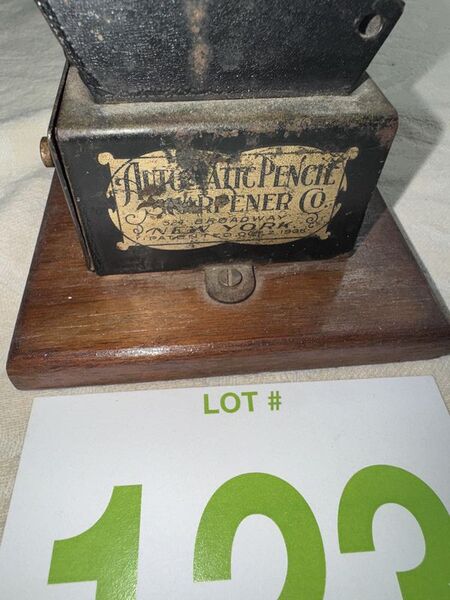 AUTOMATIC PENCIL
SHARPENER CO.
BROADWAY
NEW YORK.
LOT #
123